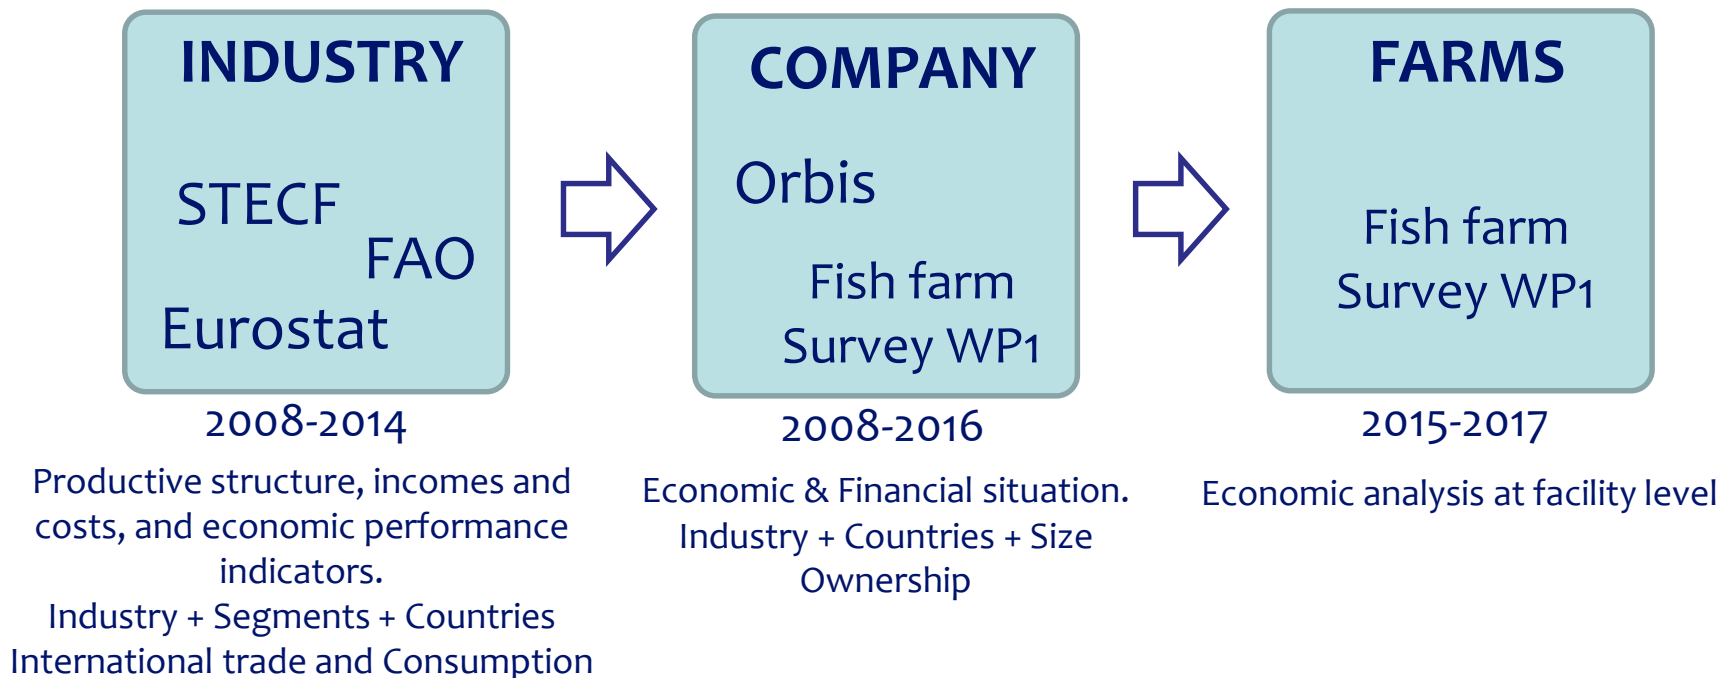 INDUSTRY
STECF
FAO
Eurostat
2008-2014
Productive structure, incomes and
costs, and economic performance
indicators.
Industry + Segments + Countries
International trade and Consumption
COMPANY
Orbis
Fish farm
Survey WP1
2008-2016
Economic & Financial situation.
Industry + Countries + Size
Ownership
FARMS
Fish farm
Survey WP1
2015-2017
Economic analysis at facility level